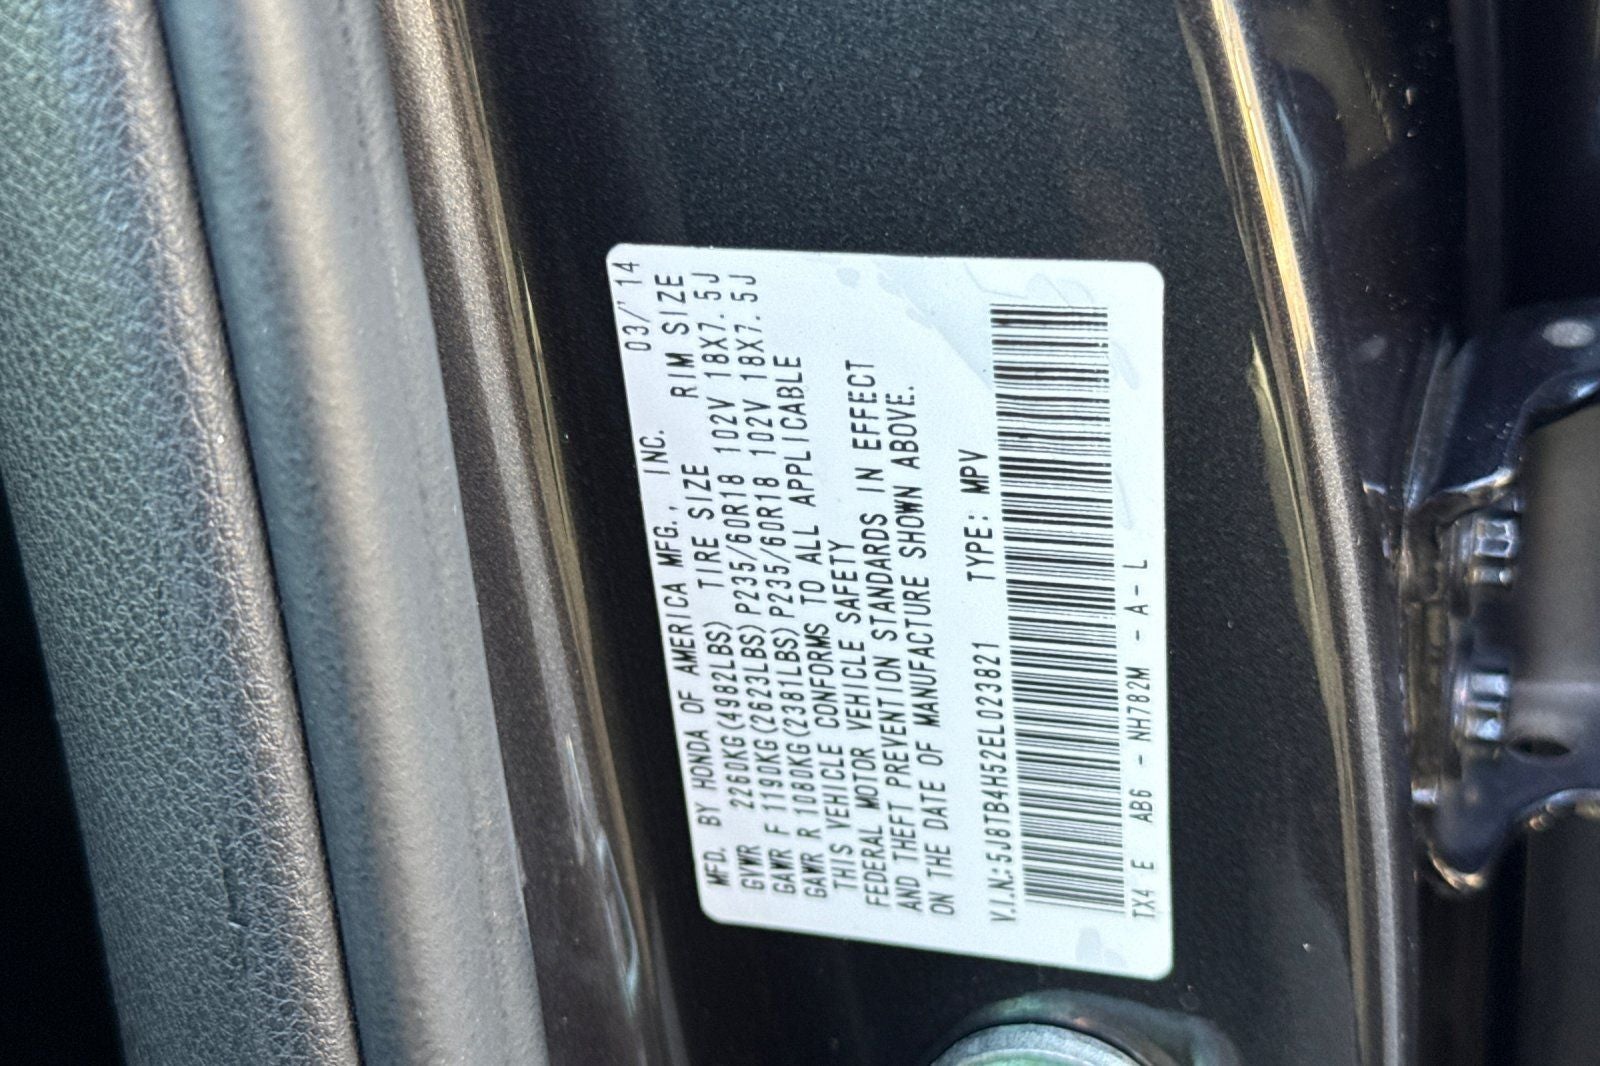 MFD. BY HONDA OF AMERICA MFG., INC. 03/'14
GVWR 2260KG(4982LBS) TIRE SIZE RIM SIZE
GAWR F 1190KG(2623LBS) P235/60R18 102V 18X7.5J
GAWR R 1080KG(2381LBS) P235/60R18 102V 18X7.5J
THIS VEHICLE CONFORMS TO ALL APPLICABLE
FEDERAL MOTOR VEHICLE SAFETY
AND THEFT PREVENTION STANDARDS IN EFFECT
ON THE DATE OF MANUFACTURE SHOWN ABOVE.
V.I.N.:5J8TB4H52EL023821 TYPE: MPV
TX4 E AB6 - NH782M - A - L